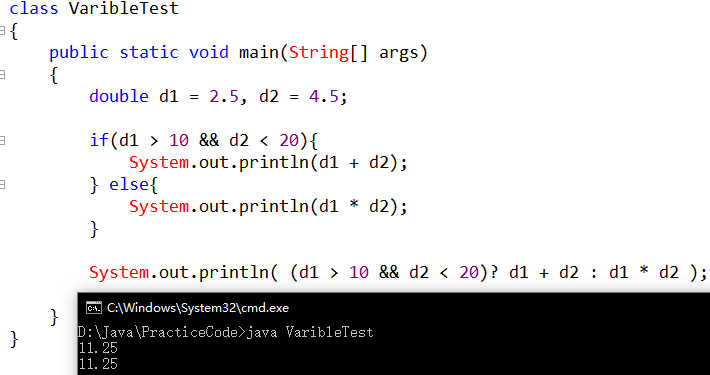 class VaribleTest
{
public static void main(String[] args)
{
double d1 = 2.5, d2 = 4.5;
if(d1 > 10 && d2 < 20){
System.out.println(d1 + d2);
} else{
System.out.println(d1 * d2);
}
System.out.println( (d1 > 10 && d2 < 20)? d1 + d2 : d1 * d2 );
}
}
C:\Windows\System32\cmd.exe
D:\Java\PracticeCode>java VaribleTest
11.25
11.25